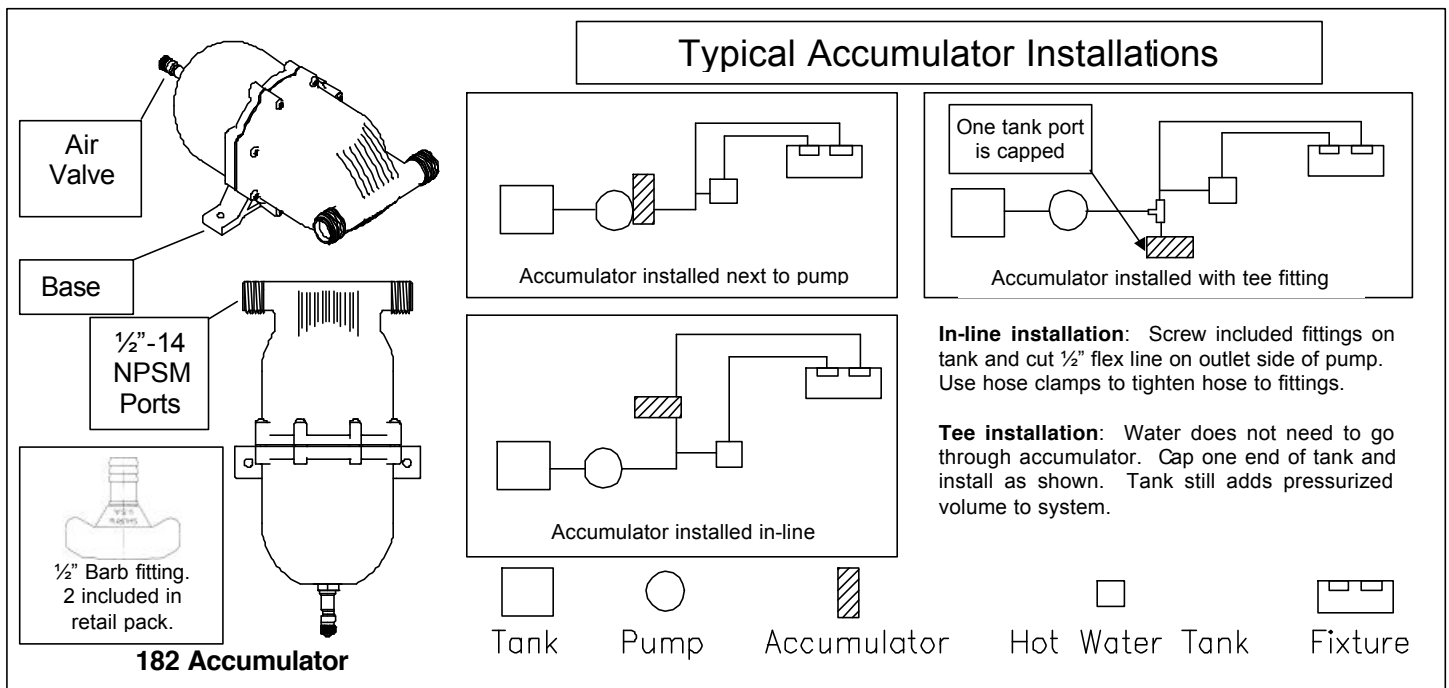 Typical Accumulator Installations
Air
Valve
Base
½”-14
NPSM
Ports
½” Barb fitting.
2 included in
retail pack.
182 Accumulator
Accumulator installed next to pump
One tank port
is capped
Accumulator installed with tee fitting
Accumulator installed in-line
In-line installation: Screw included fittings on
tank and cut ½” flex line on outlet side of pump.
Use hose clamps to tighten hose to fittings.
Tee installation: Water does not need to go
through accumulator. Cap one end of tank and
install as shown. Tank still adds pressurized
volume to system.
Tank
Pump
Accumulator
Hot Water Tank
Fixture